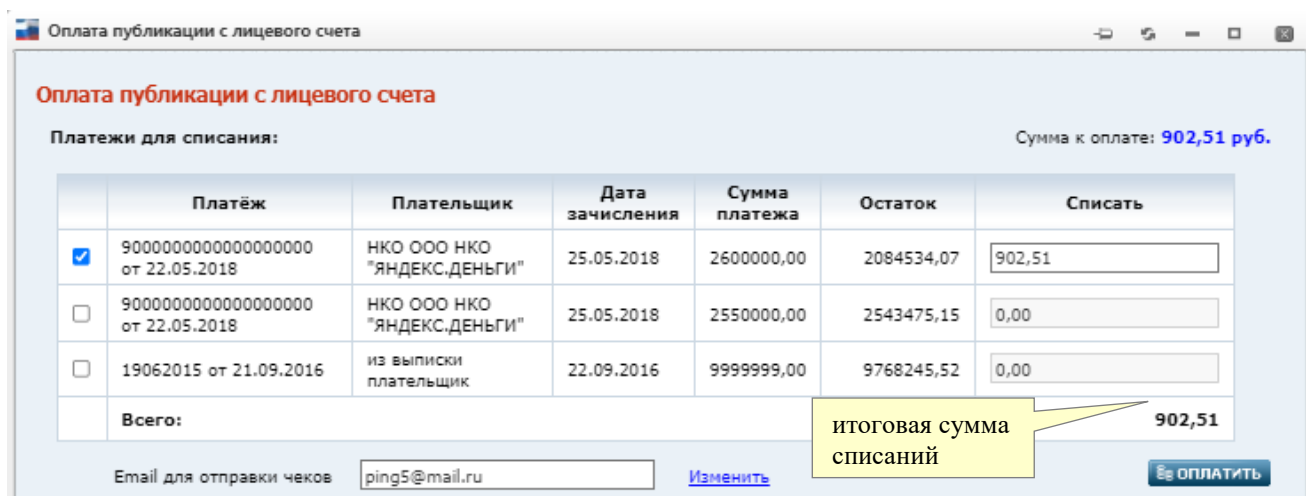 Оплата публикации с лицевого счета
Оплата публикации с лицевого счета
Платежи для списания:
Сумма к оплате: 902,51 руб.
Платёж Плательщик Дата зачисления Сумма платежа Остаток Списать
90000000000000000000 от 22.05.2018 НКО ООО НКО "ЯНДЕКС.ДЕНЬГИ" 25.05.2018 2600000,00 2084534,07 902,51
90000000000000000000 от 22.05.2018 НКО ООО НКО "ЯНДЕКС.ДЕНЬГИ" 25.05.2018 2550000,00 2543475,15 0,00
19062015 от 21.09.2016 из выписки плательщик 22.09.2016 9999999,00 9768245,52 0,00
Всего: 902,51
итоговая сумма
списаний
Email для отправки чеков ping5@mail.ru Изменить ОПЛАТИТЬ